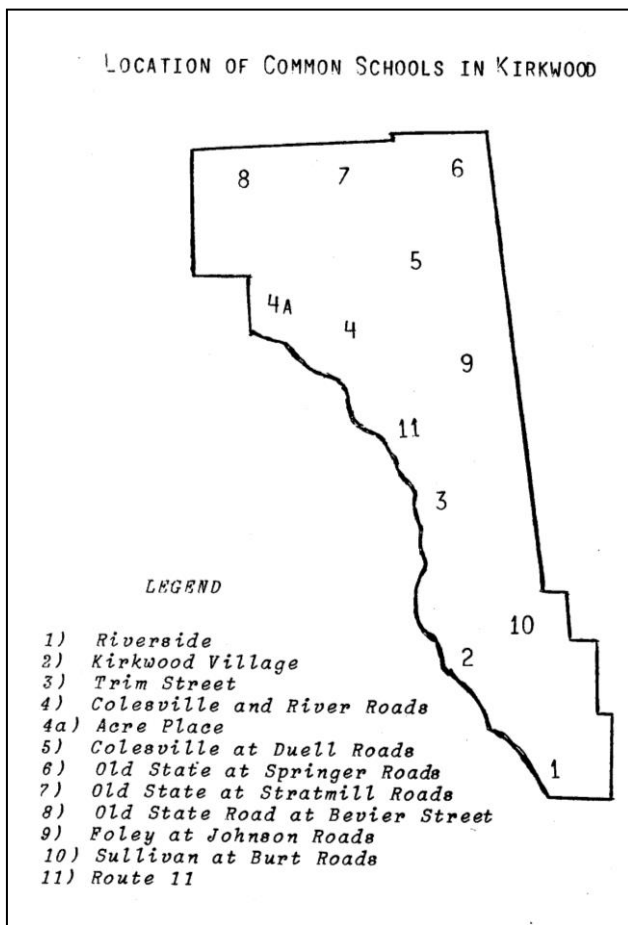 LOCATION OF COMMON SCHOOLS IN KIRKWOOD
8 7 6
5
4A 4
9
11
3
10
2
1
LEGEND
1) Riverside
2) Kirkwood Village
3) Trim Street
4) Colesville and River Roads
4a) Acre Place
5) Colesville at Duell Roads
6) Old State at Springer Roads
7) Old State at Stratmill Roads
8) Old State Road at Bevier Street
9) Foley at Johnson Roads
10) Sullivan at Burt Roads
11) Route 11